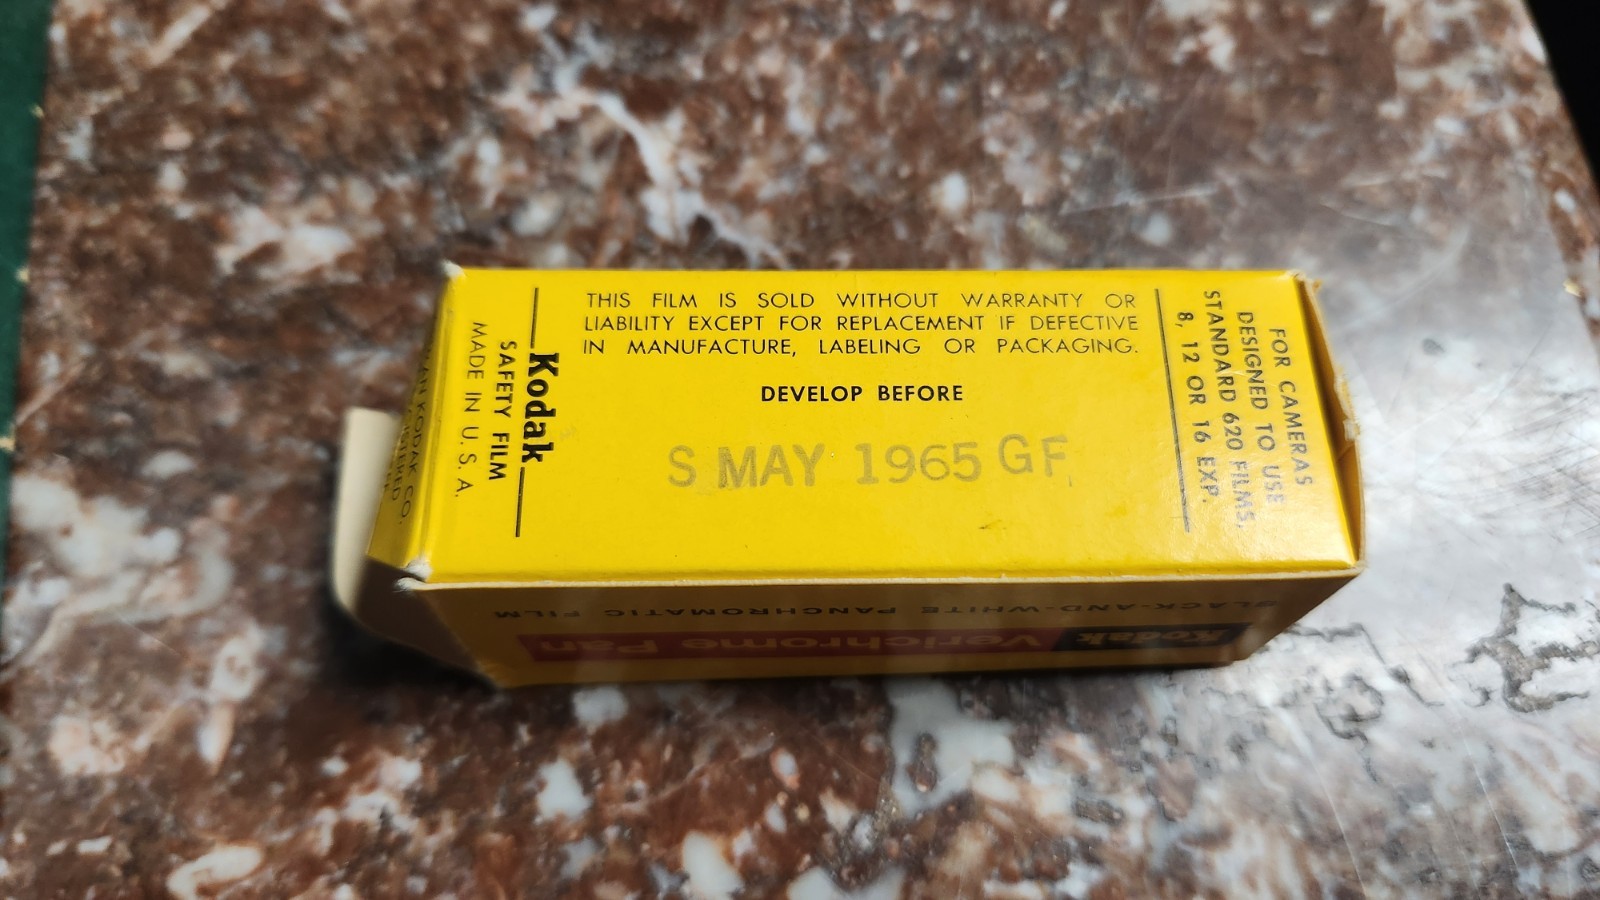 THIS FILM IS SOLD WITHOUT WARRANTY OR
LIABILITY EXCEPT FOR REPLACEMENT IF DEFECTIVE
IN MANUFACTURE, LABELING OR PACKAGING.
DEVELOP BEFORE
S MAY 1965 GF
Kodak
SAFETY FILM
MADE IN U. S. A.
KODAK CO.
FOR CAMERAS
DESIGNED TO USE
STANDARD 620 FILMS,
8, 12 OR 16 EXP.
BLACK-AND-WHITE PANCHROMATIC FILM
Kodak Verichrome Pan